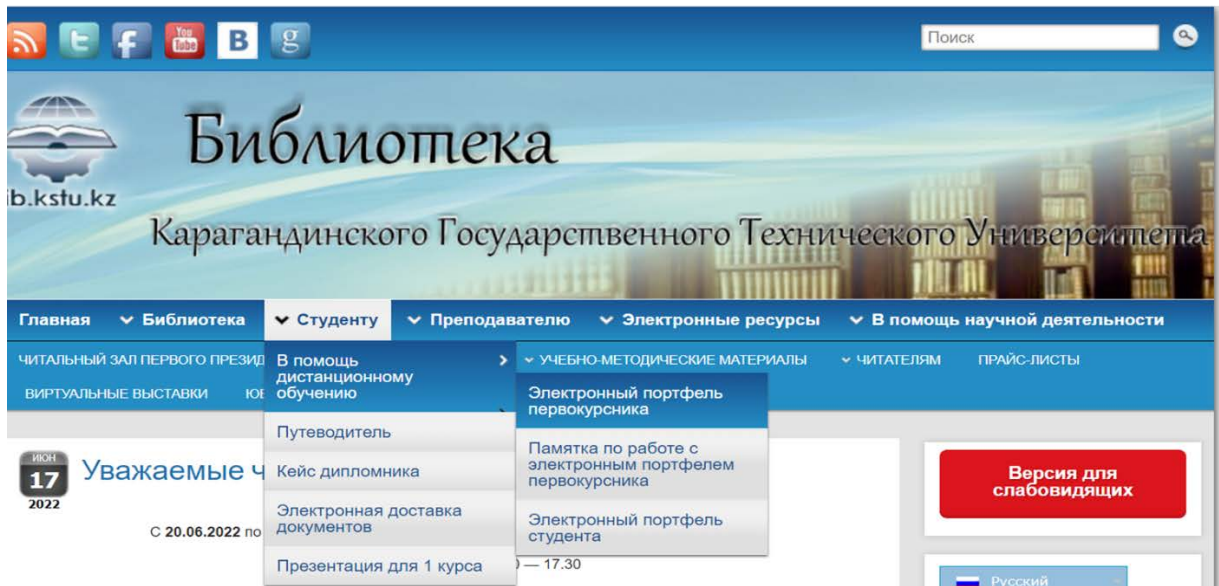 You
Tube
B
g
Поиск
Библиотека
ib.kstu.kz
Карагандинского Государственного Технического Университета
Главная Библиотека Студенту Преподавателю Электронные ресурсы В помощь научной деятельности
ЧИТАЛЬНЫЙ ЗАЛ ПЕРВОГО УЧЕБНО-МЕТОДИЧЕСКИЕ МАТЕРИАЛЫ ЧИТАТЕЛЯМ ПРАЙС-ЛИСТЫ
ВИРТУАЛЬНЫЕ ВЫСТАВКИ
В помощь
дистанционному
обучению
Путеводитель
Кейс дипломника
Электронная доставка
документов
Презентация для 1 курса
Электронный портфель
первокурсника
Памятка по работе с
электронным портфелем
первокурсника
Электронный портфель
студента
ИЮН
17
2022
Уважаемые ч
С 20.06.2022 по
— 17.30
Версия для
слабовидящих
Русский